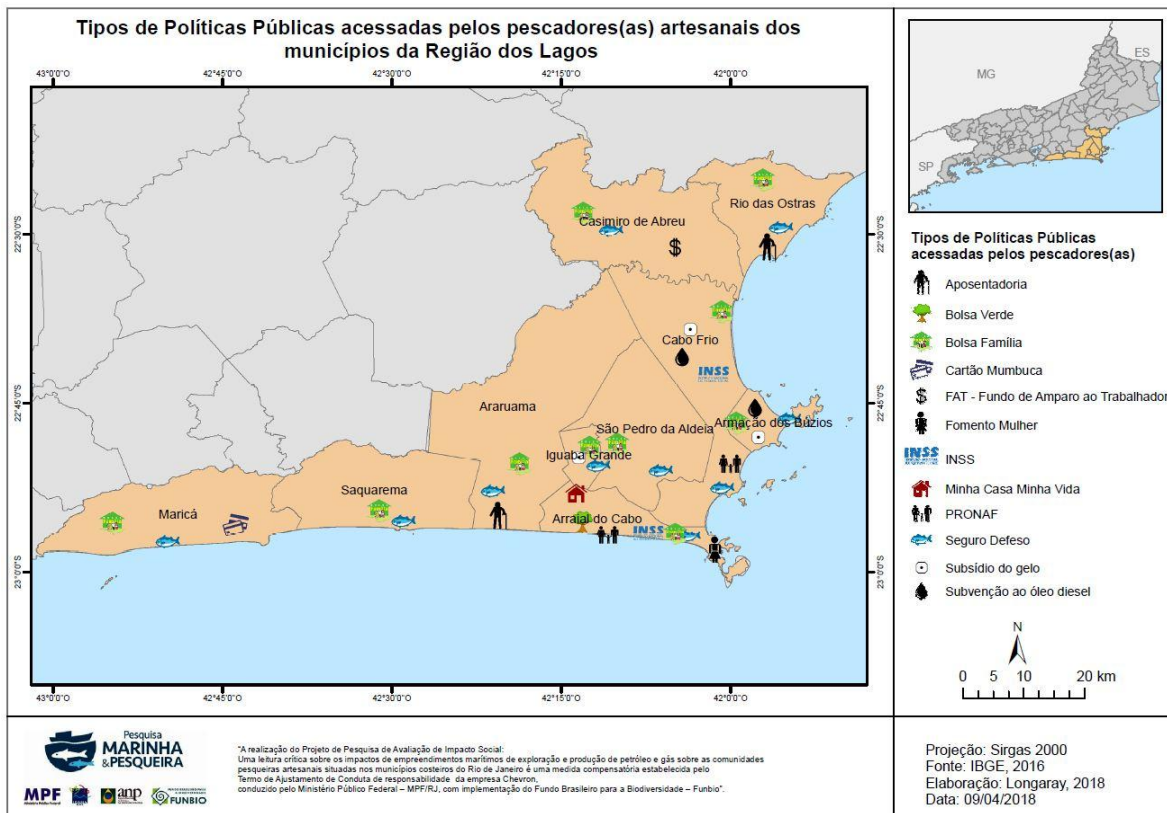 Tipos de Políticas Públicas acessadas pelos pescadores(as) artesanais dos
municípios da Região dos Lagos
43°0'0"O
42°45'0"O
42°30'0"O
42°15'0"O
42°0'0"O
22°30'0"S
22°30'0"S
22°45'0"S
22°45'0"S
23°0'0"S
23°0'0"S
Rio das Ostras
Casimiro de Abreu
$
Cabo Frio
INSS
Araruama
Armação dos Búzios
São Pedro da Aldeia
Iguaba Grande
Saquarema
Maricá
Arraial do Cabo
INSS
43°0'0"O
42°45'0"O
42°30'0"O
42°15'0"O
42°0'0"O
MG
ES
SP
Tipos de Políticas Públicas
acessadas pelos pescadores(as)
Aposentadoria
Bolsa Verde
Bolsa Família
Cartão Mumbuca
$ FAT - Fundo de Amparo ao Trabalhador
Fomento Mulher
INSS INSS
Minha Casa Minha Vida
PRONAF
Seguro Defeso
Subsídio do gelo
Subvenção ao óleo diesel
N
0 5 10 20 km
Pesquisa
MARINHA
&PESQUEIRA
MPF
anp
FUNBIO
"A realização do Projeto de Pesquisa de Avaliação de Impacto Social:
Uma leitura crítica sobre os impactos de empreendimentos marítimos de exploração e produção de petróleo e gás sobre as comunidades
pesqueiras artesanais situadas nos municípios costeiros do Rio de Janeiro é uma medida compensatória estabelecida pelo
Termo de Ajustamento de Conduta de responsabilidade da empresa Chevron,
conduzido pelo Ministério Público Federal – MPF/RJ, com implementação do Fundo Brasileiro para a Biodiversidade – Funbio".
Projeção: Sirgas 2000
Fonte: IBGE, 2016
Elaboração: Longaray, 2018
Data: 09/04/2018